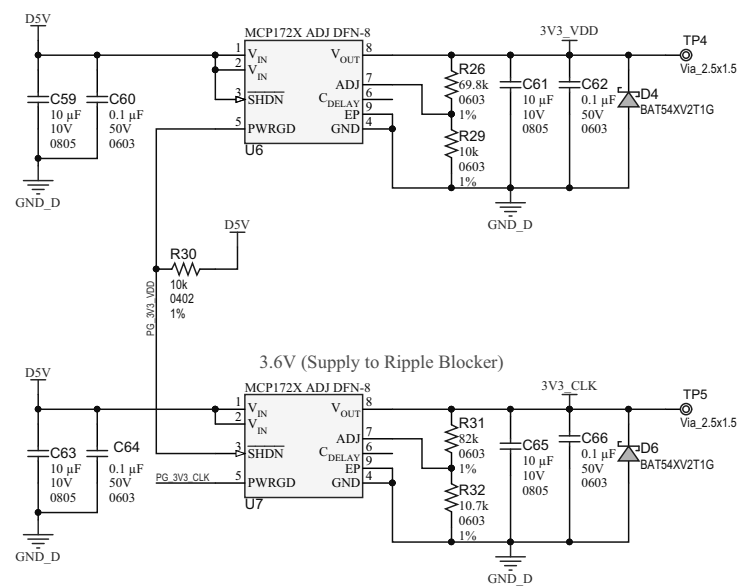 D5V
MCP172X ADJ DFN-8
3V3_VDD
TP4
Via_2.5x1.5
1
VIN
2
VIN
3
SHDN
5
PWRGD
VOUT
8
ADJ
7
CDELAY
6
EP
9
GND
4
U6
C59
10 µF
10V
0805
C60
0.1 µF
50V
0603
R26
69.8k
0603
1%
R29
10k
0603
1%
C61
10 µF
10V
0805
C62
0.1 µF
50V
0603
D4
BAT54XV2T1G
GND_D
GND_D
D5V
R30
10k
0402
1%
PG_3V3_VDD
3.6V (Supply to Ripple Blocker)
D5V
MCP172X ADJ DFN-8
3V3_CLK
TP5
Via_2.5x1.5
1
VIN
2
VIN
3
SHDN
5
PWRGD
PG_3V3_CLK
VOUT
8
ADJ
7
CDELAY
6
EP
9
GND
4
U7
C63
10 µF
10V
0805
C64
0.1 µF
50V
0603
R31
82k
0603
1%
R32
10.7k
0603
1%
C65
10 µF
10V
0805
C66
0.1 µF
50V
0603
D6
BAT54XV2T1G
GND_D
GND_D